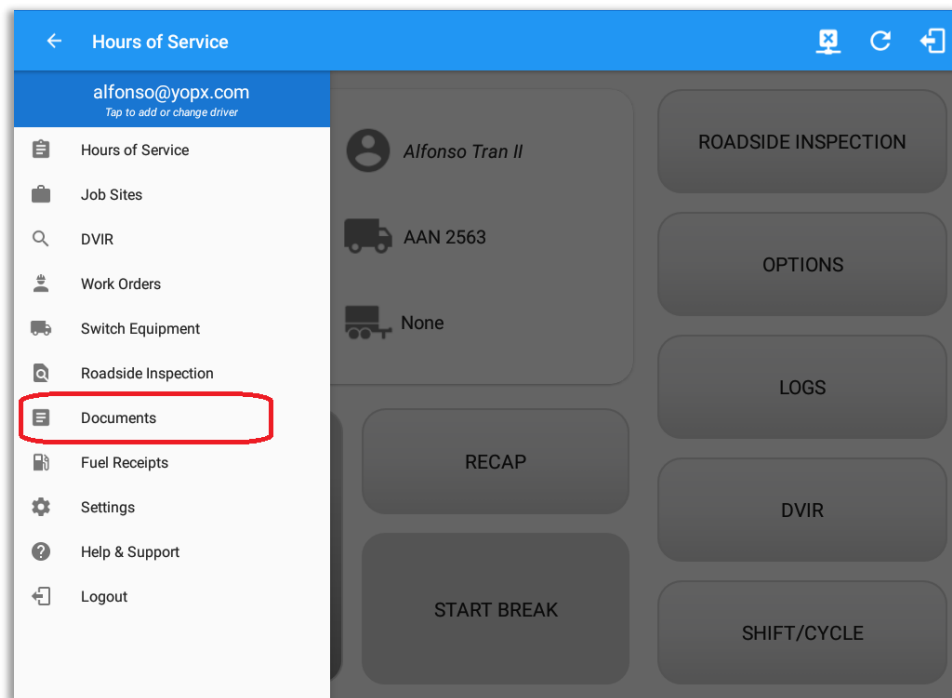 Hours of Service
alfonso@yopx.com
Tap to add or change driver
Hours of Service
Job Sites
DVIR
Work Orders
Switch Equipment
Roadside Inspection
Documents
Fuel Receipts
Settings
Help & Support
Logout
Alfonso Tran II
AAN 2563
None
RECAP
START BREAK
ROADSIDE INSPECTION
OPTIONS
LOGS
DVIR
SHIFT/CYCLE